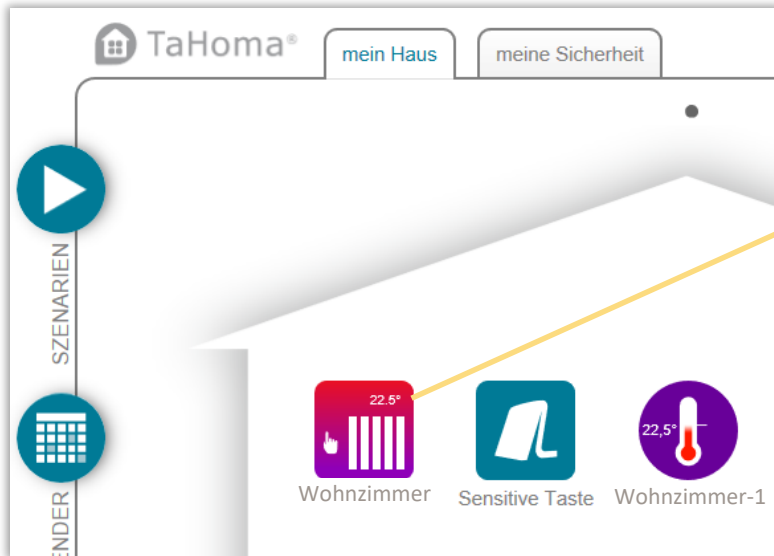 TaHoma®
mein Haus
meine Sicherheit
SZENARIEN
22.5°
22,5°
Wohnzimmer
Sensitive Taste
Wohnzimmer-1
ENDER